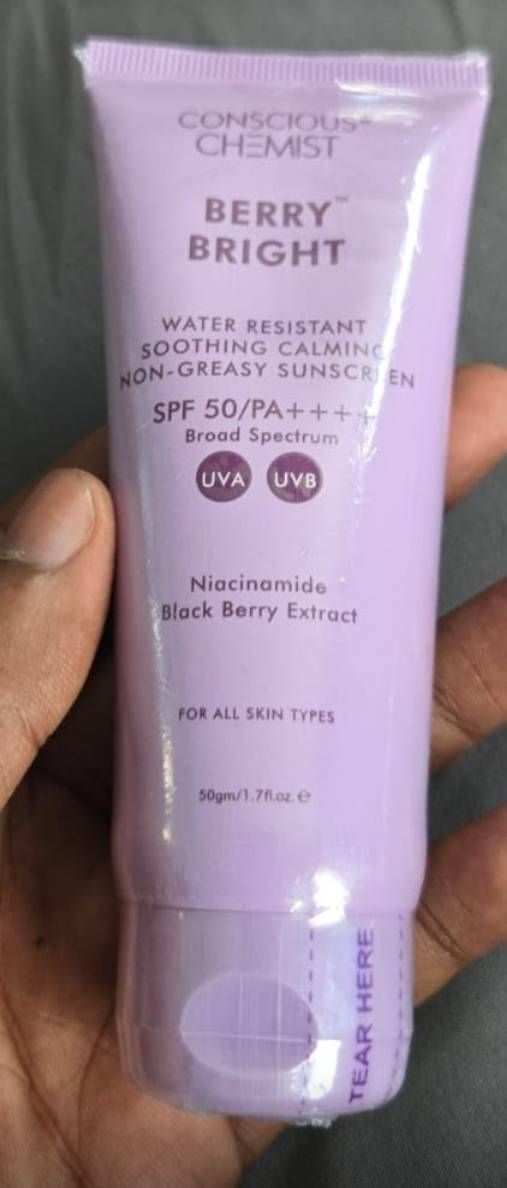 CONSCIOUS®
CHEMIST
BERRY™
BRIGHT
WATER RESISTANT
SOOTHING CALMING
NON-GREASY SUNSCREEN
SPF 50/PA++++
Broad Spectrum
UVA UVB
Niacinamide
Black Berry Extract
FOR ALL SKIN TYPES
50gm/1.7fl.oz. ℮
TEAR HERE